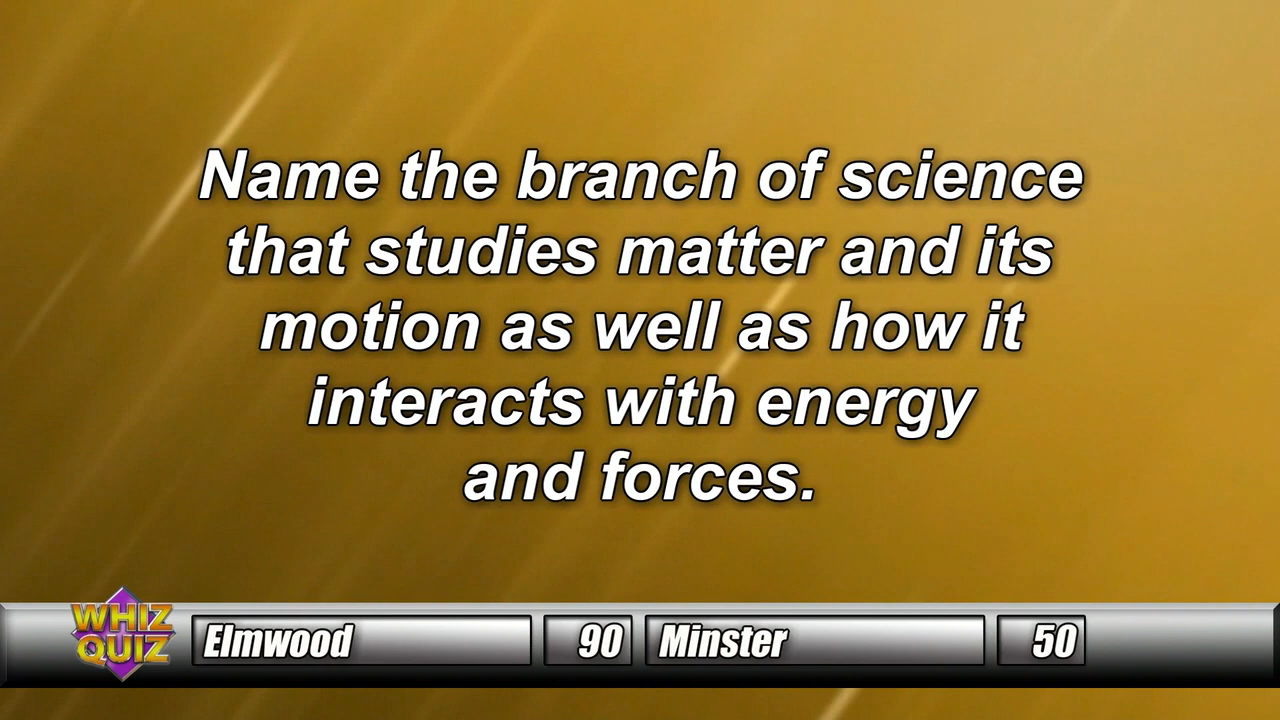 Name the branch of science
that studies matter and its
motion as well as how it
interacts with energy
and forces.
WHIZ
QUIZ
Elmwood 90 Minster 50